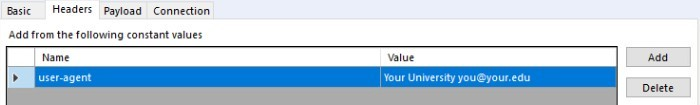 Basic Headers Payload Connection
Add from the following constant values
Name Value Add
user-agent Your University you@your.edu
Delete